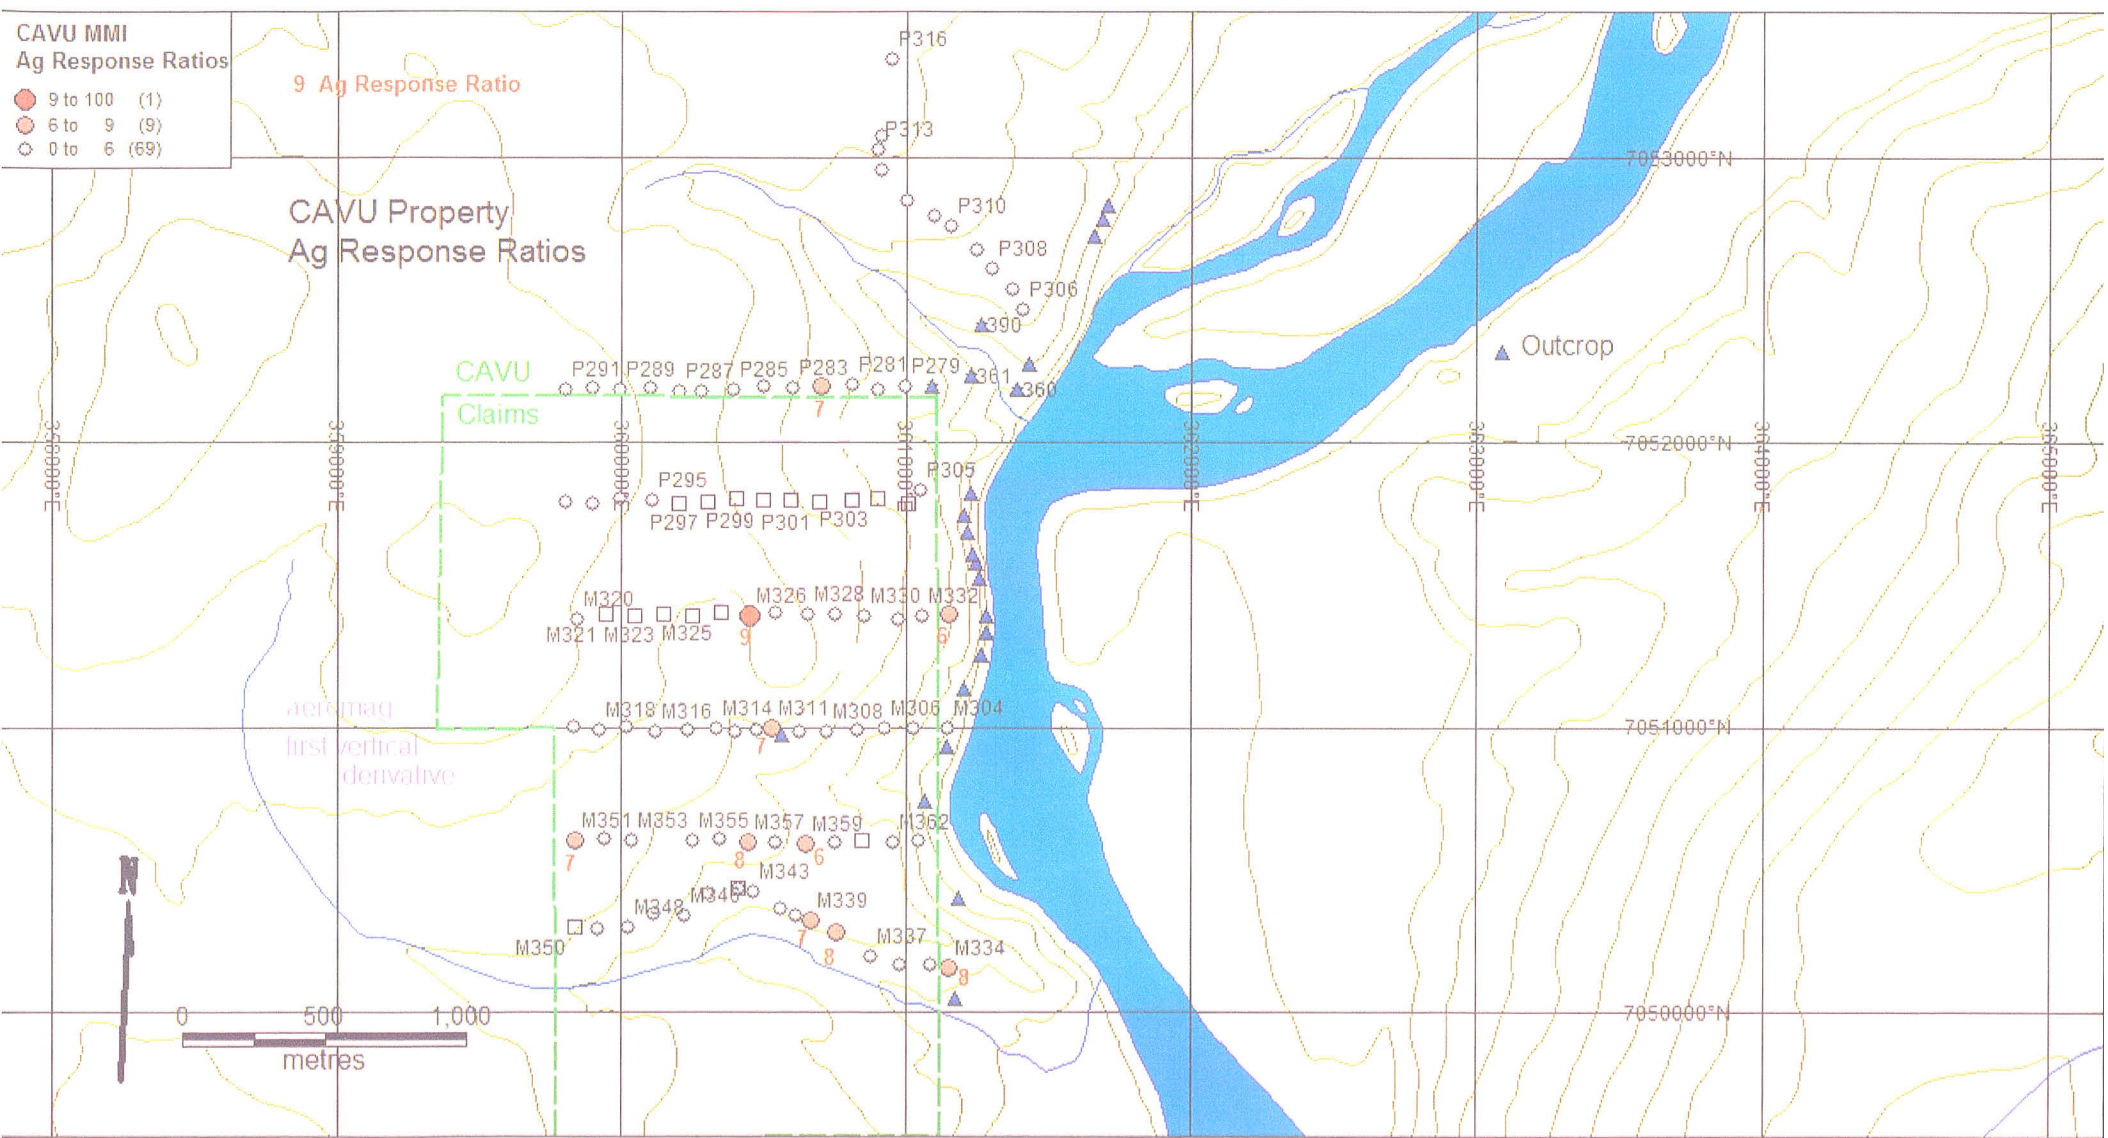 CAVU MMI
Ag Response Ratios
9 to 100 (1)
6 to 9 (9)
0 to 6 (69)
9 Ag Response Ratio
P316
P313
7053000°N
CAVU Property
Ag Response Ratios
P310
P308
P306
390
Outcrop
CAVU
Claims
P291 P289 P287 P285 P283 P281 P279 361 360
7
7052000°N
P295 P305
P297 P299 P301 P303
M320 M326 M328 M330 M332
M321 M323 M325 9 6
aeromag
first vertical
derivative
M318 M316 M314 M311 M308 M306 M304
7
7051000°N
M351 M353 M355 M357 M359 M362
7 8 6
M343
M348 M346 M339
M350 7 8
M337 M334
8
N
0 500 1,000
metres
7050000°N